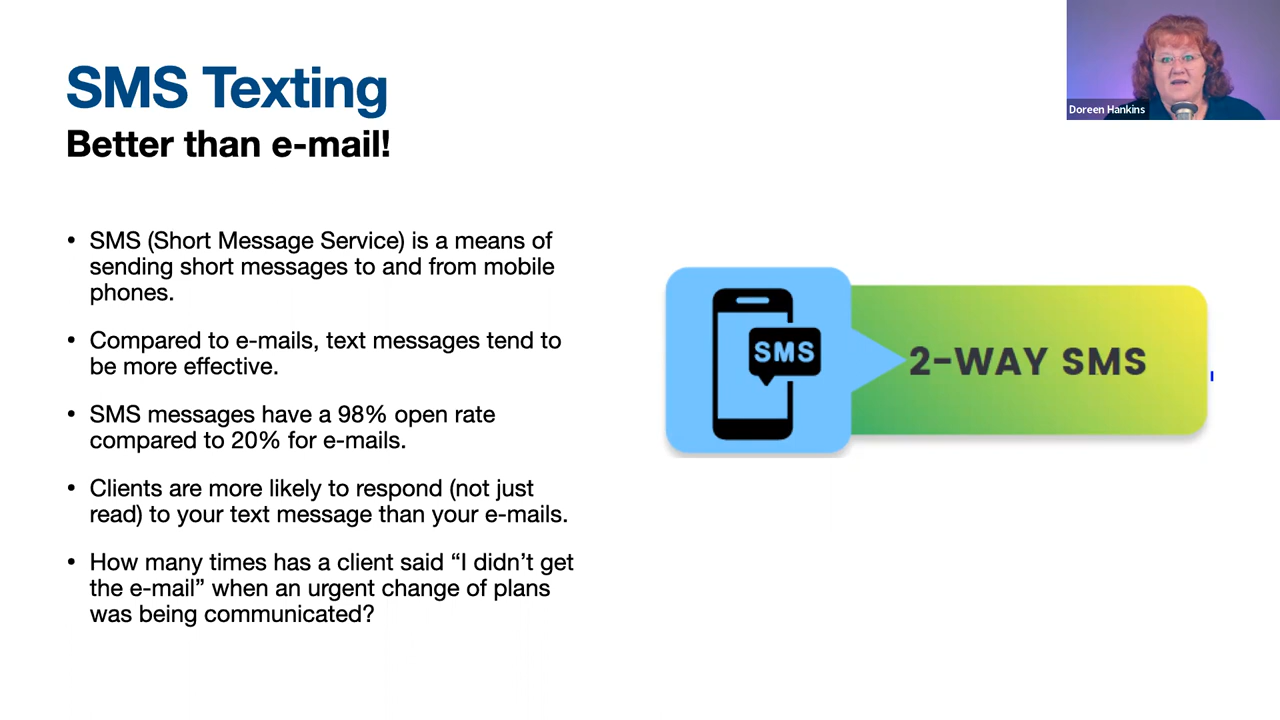 SMS Texting
Better than e-mail!
• SMS (Short Message Service) is a means of
sending short messages to and from mobile
phones.
• Compared to e-mails, text messages tend to
be more effective.
• SMS messages have a 98% open rate
compared to 20% for e-mails.
• Clients are more likely to respond (not just
read) to your text message than your e-mails.
• How many times has a client said “I didn’t get
the e-mail” when an urgent change of plans
was being communicated?
SMS
2-WAY SMS
Doreen Hankins